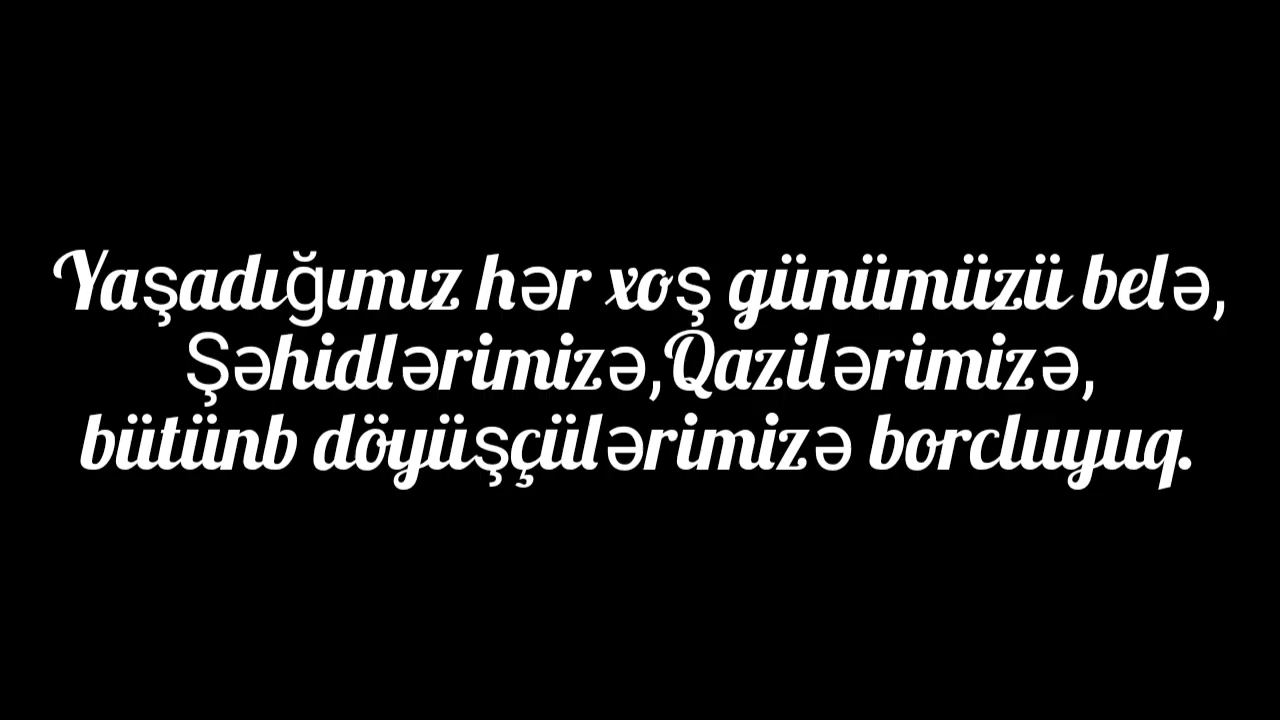 Yaşadığımız hər xoş günümüzü belə,
Şəhidlərimizə,Qazilərimizə,
bütünb döyüşçülərimizə borcluyuq.